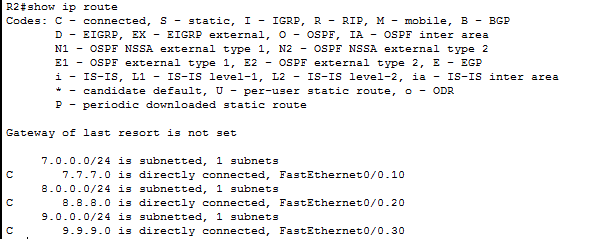 R2#show ip route
Codes: C - connected, S - static, I - IGRP, R - RIP, M - mobile, B - BGP
       D - EIGRP, EX - EIGRP external, O - OSPF, IA - OSPF inter area
       N1 - OSPF NSSA external type 1, N2 - OSPF NSSA external type 2
       E1 - OSPF external type 1, E2 - OSPF external type 2, E - EGP
       i - IS-IS, L1 - IS-IS level-1, L2 - IS-IS level-2, ia - IS-IS inter area
       * - candidate default, U - per-user static route, o - ODR
       P - periodic downloaded static route

Gateway of last resort is not set

     7.0.0.0/24 is subnetted, 1 subnets
C       7.7.7.0 is directly connected, FastEthernet0/0.10
     8.0.0.0/24 is subnetted, 1 subnets
C       8.8.8.0 is directly connected, FastEthernet0/0.20
     9.0.0.0/24 is subnetted, 1 subnets
C       9.9.9.0 is directly connected, FastEthernet0/0.30